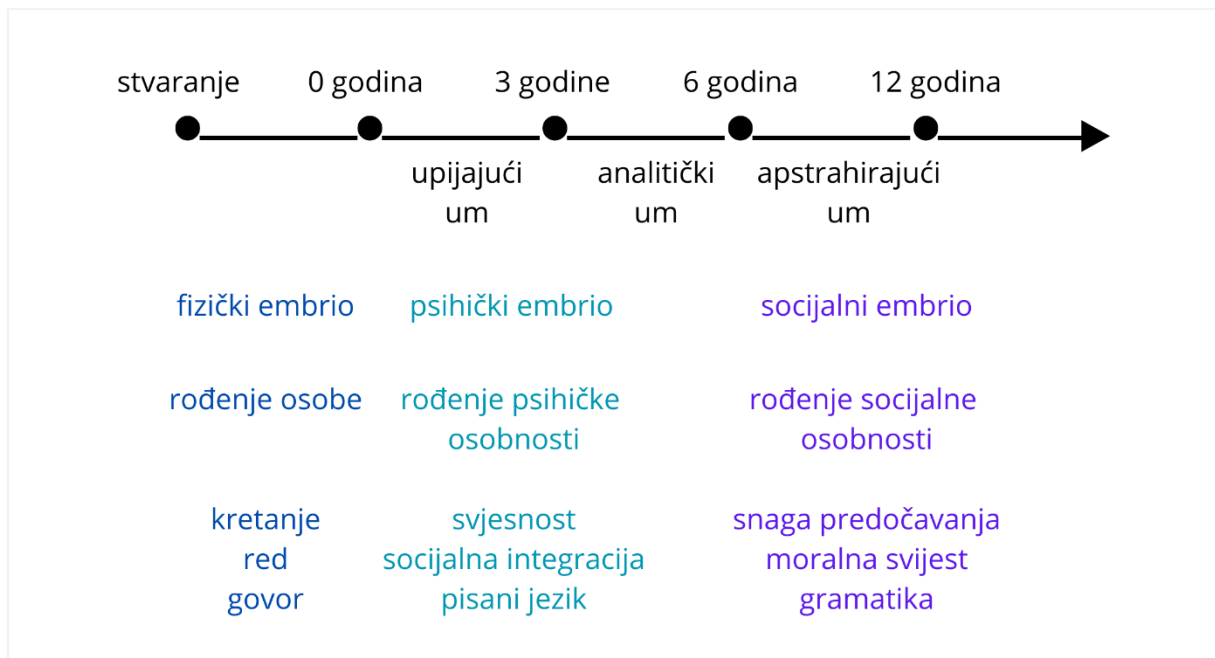 stvaranje 0 godina 3 godine 6 godina 12 godina
upijajući analitički apstrahirajući
um um um
fizički embrio psihički embrio socijalni embrio
rođenje osobe rođenje psihičke rođenje socijalne
osobnosti osobnosti
kretanje svjesnost snaga predočavanja
red socijalna integracija moralna svijest
govor pisani jezik gramatika